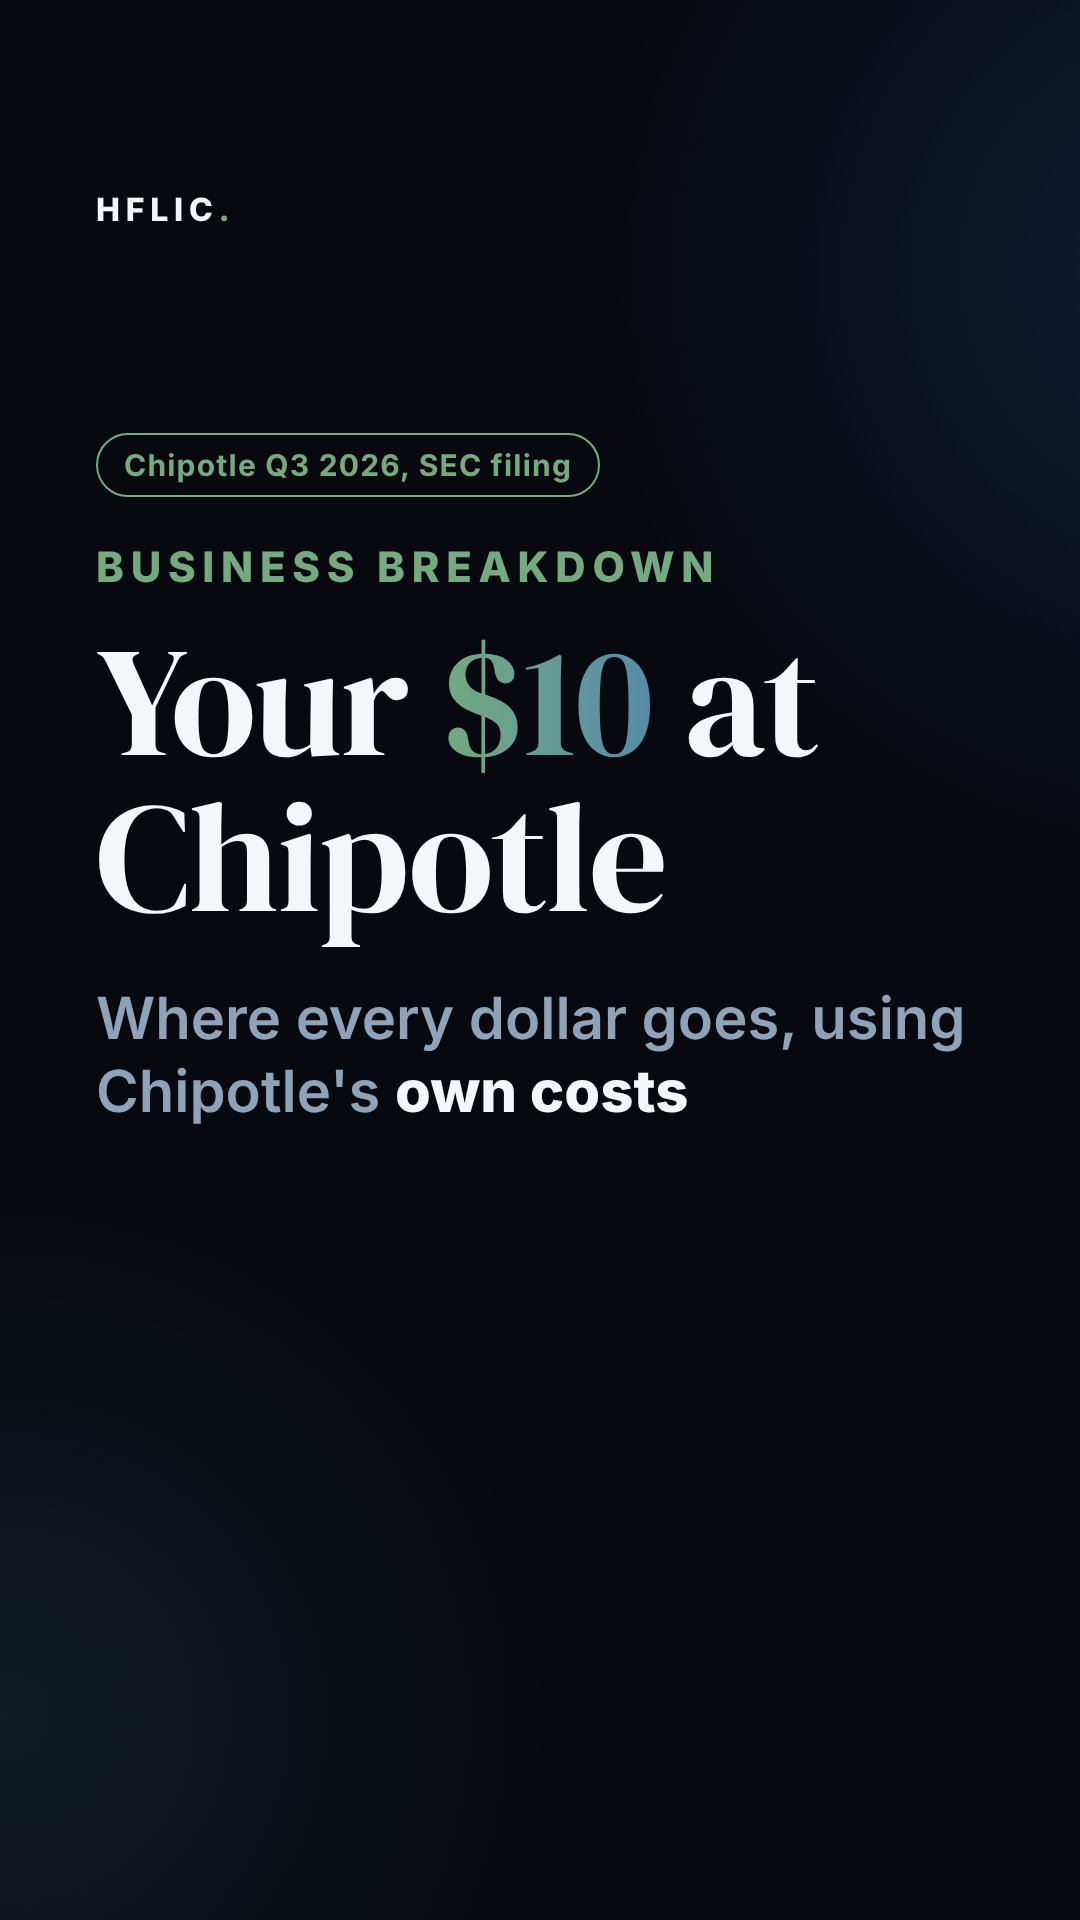 HFLIC.
Chipotle Q3 2026, SEC filing
BUSINESS BREAKDOWN
Your $10 at
Chipotle
Where every dollar goes, using
Chipotle's own costs